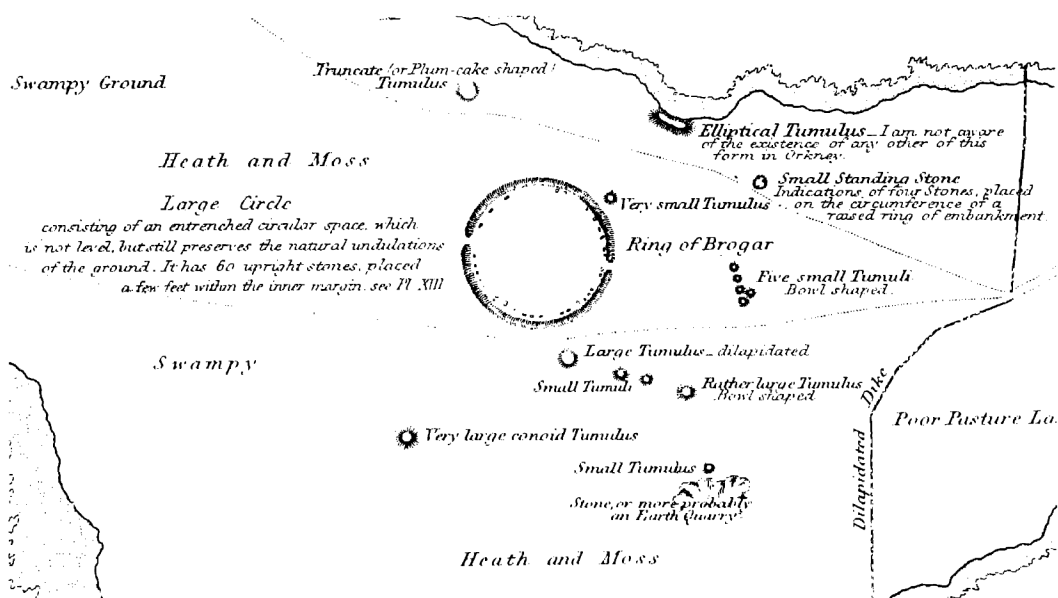 Truncate (or Plum-cake shaped)
Tumulus
Swampy Ground
Elliptical Tumulus _ I am not aware
of the existence of any other of this
form in Orkney.
Heath and Moss
Small Standing Stone
Indications of four Stones, placed
on the circumference of a
raised ring of embankment.
Large Circle
consisting of an entrenched circular space, which
is not level, but still preserves the natural undulations
of the ground. It has 60 upright stones, placed
a few feet within the inner margin. see Pl XIII
Very small Tumulus
Ring of Brogar
Five small Tumuli
Bowl shaped.
Large Tumulus _ dilapidated
Swampy
Small Tumuli
Rather large Tumulus
Bowl shaped
Dilapidated Dike
Poor Pasture La
Very large conoid Tumulus
Small Tumulus
Stone, or more probably
an Earth Quarry
Heath and Moss